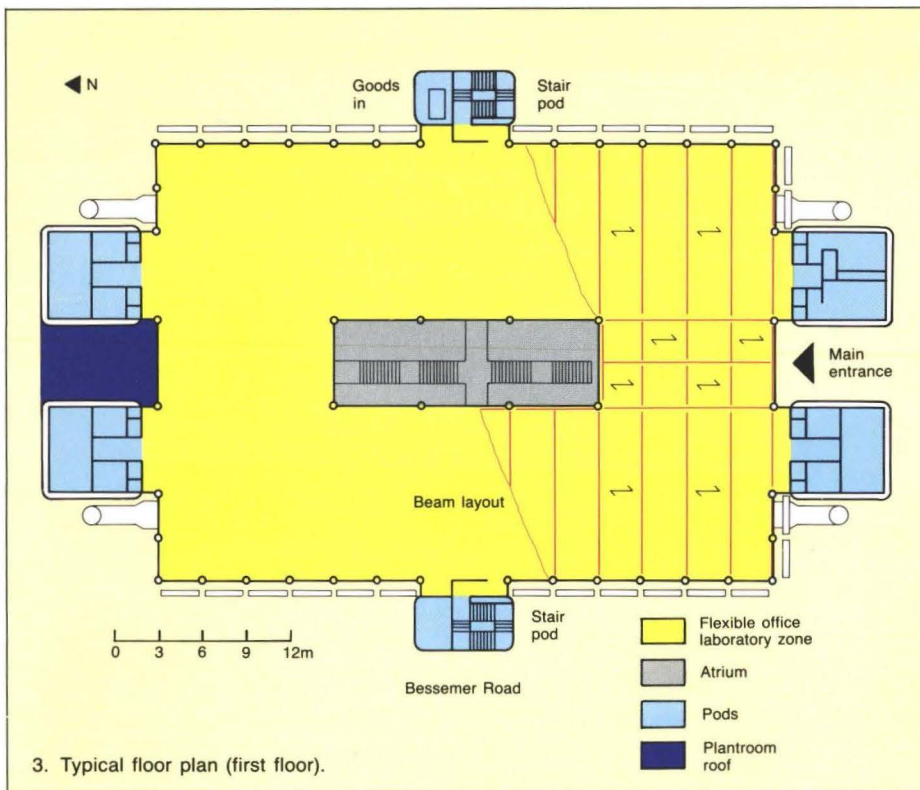 N
Goods
in
Stair
pod
Main
entrance
Beam layout
Stair
pod
0 3 6 9 12m
Bessemer Road
Flexible office
laboratory zone
Atrium
Pods
Plantroom
roof
3. Typical floor plan (first floor).